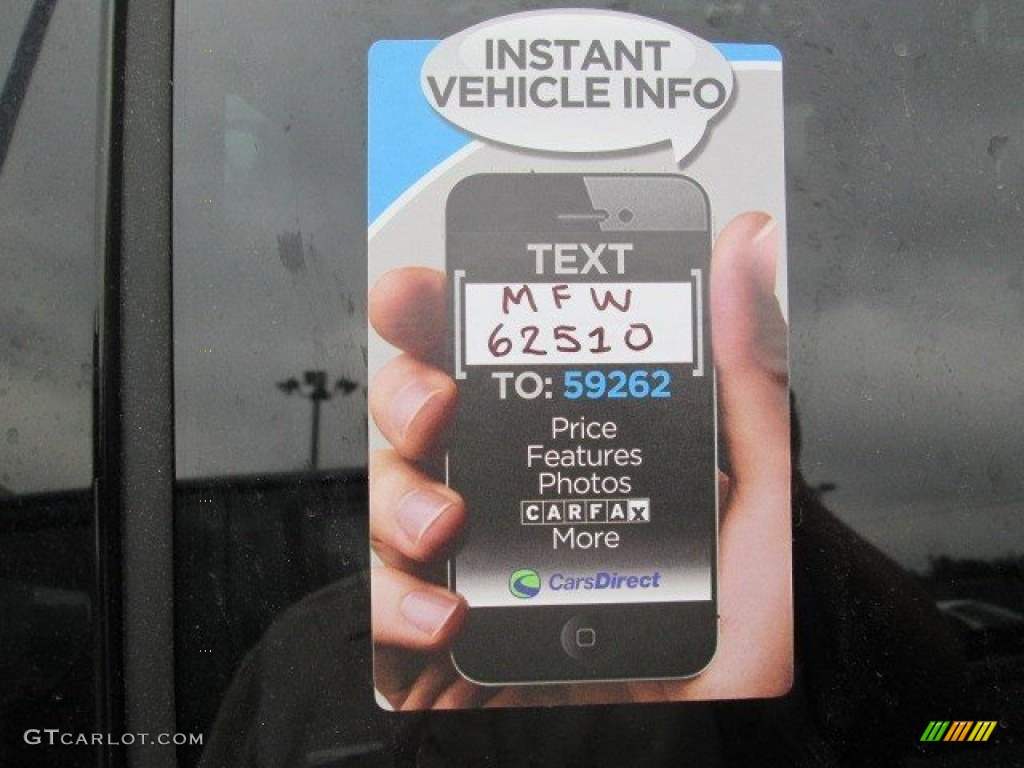 INSTANT
VEHICLE INFO
TEXT
MFW
62510
TO: 59262
Price
Features
Photos
CARFAX
More
CarsDirect
GTCARLOT.COM